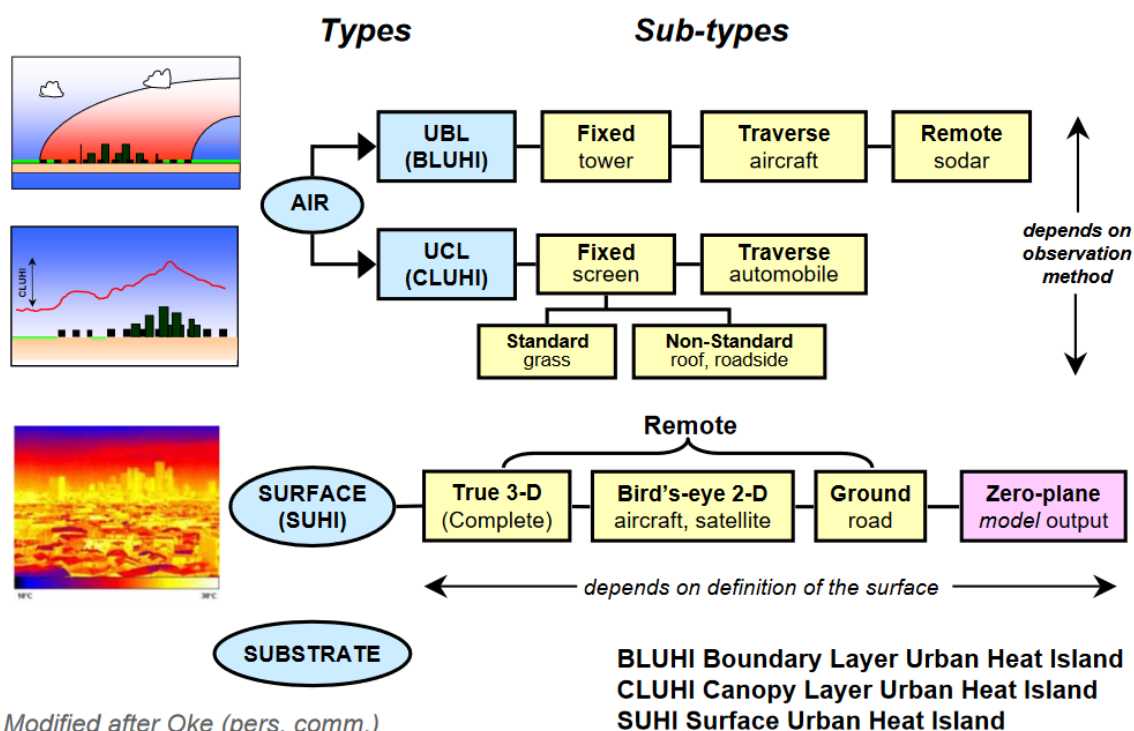 Types
Sub-types
UBL
(BLUHI)
Fixed
tower
Traverse
aircraft
Remote
sodar
AIR
UCL
(CLUHI)
Fixed
screen
Traverse
automobile
depends on
observation
method
CLUHI
Standard
grass
Non-Standard
roof, roadside
Remote
SURFACE
(SUHI)
True 3-D
(Complete)
Bird's-eye 2-D
aircraft, satellite
Ground
road
Zero-plane
model output
depends on definition of the surface
SUBSTRATE
BLUHI Boundary Layer Urban Heat Island
CLUHI Canopy Layer Urban Heat Island
SUHI Surface Urban Heat Island
Modified after Oke (pers. comm.)